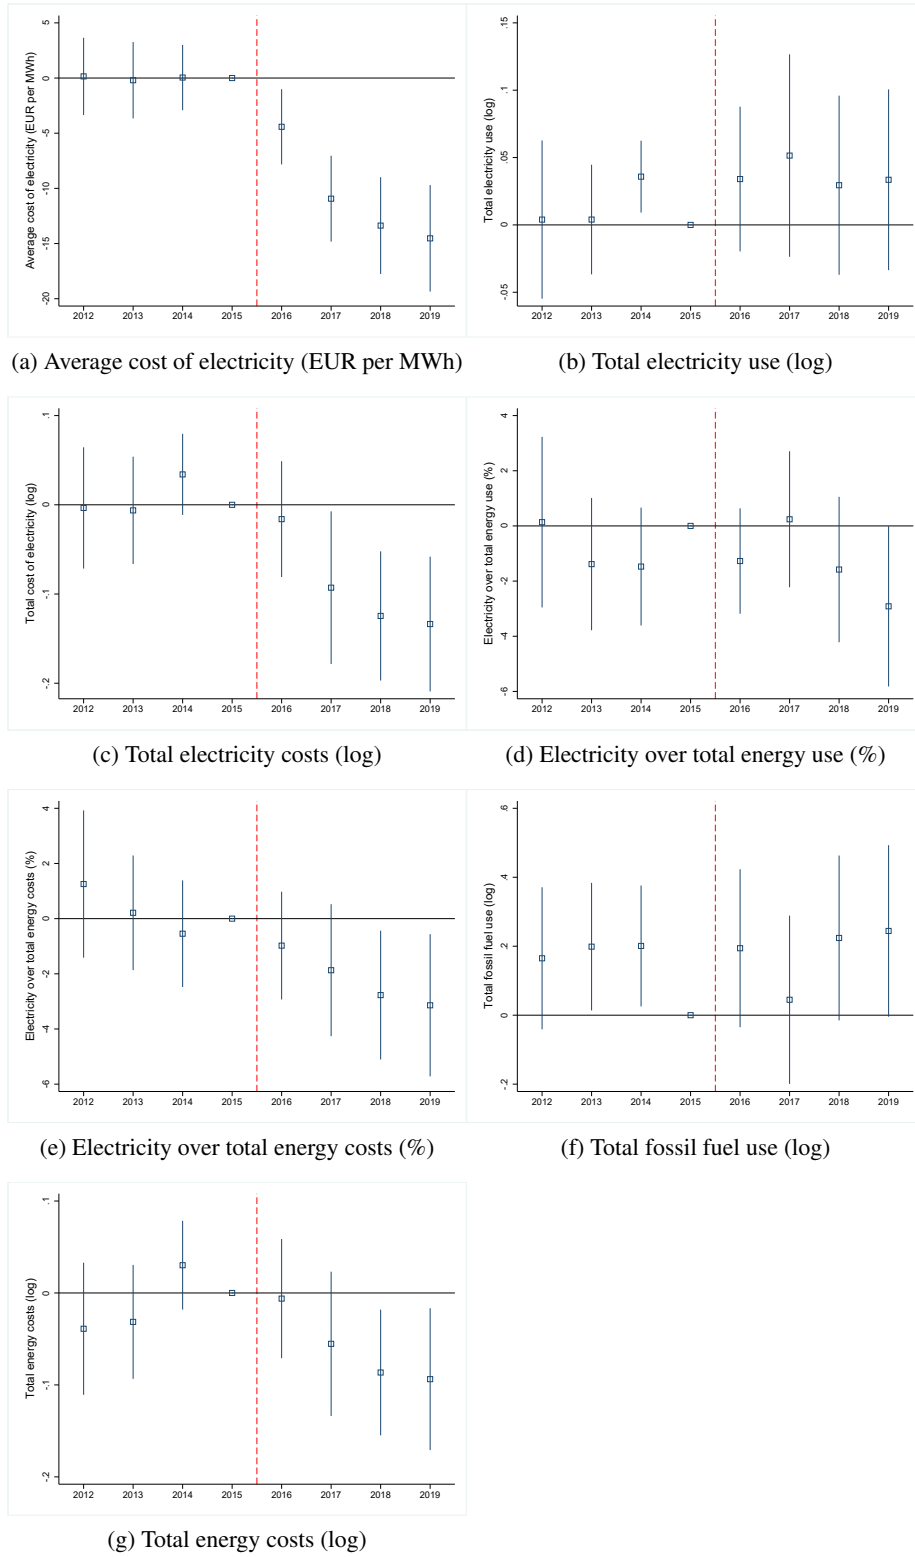 Average cost of electricity (EUR per MWh)
5
0
-5
-10
-15
-20
2012 2013 2014 2015 2016 2017 2018 2019
(a) Average cost of electricity (EUR per MWh)
Total electricity use (log)
.15
.1
.05
0
-.05
2012 2013 2014 2015 2016 2017 2018 2019
(b) Total electricity use (log)
Total cost of electricity (log)
.1
0
-.1
-.2
2012 2013 2014 2015 2016 2017 2018 2019
(c) Total electricity costs (log)
Electricity over total energy use (%)
4
2
0
-2
-4
-6
2012 2013 2014 2015 2016 2017 2018 2019
(d) Electricity over total energy use (%)
Electricity over total energy costs (%)
4
2
0
-2
-4
-6
2012 2013 2014 2015 2016 2017 2018 2019
(e) Electricity over total energy costs (%)
Total fossil fuel use (log)
.6
.4
.2
0
-.2
2012 2013 2014 2015 2016 2017 2018 2019
(f) Total fossil fuel use (log)
Total energy costs (log)
.1
0
-.1
-.2
2012 2013 2014 2015 2016 2017 2018 2019
(g) Total energy costs (log)